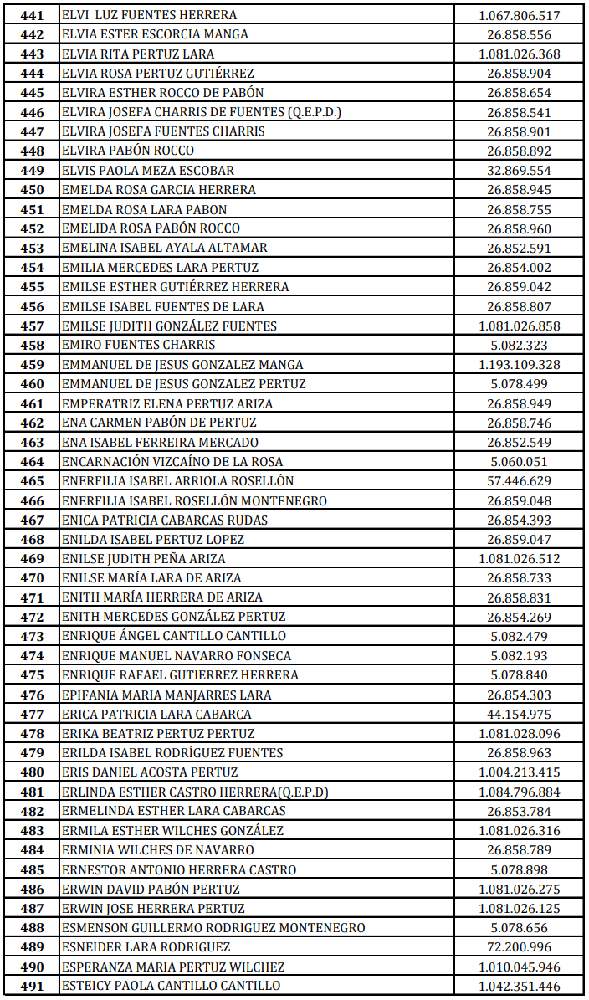 441 ELVI LUZ FUENTES HERRERA 1.067.806.517
442 ELVIA ESTER ESCORCIA MANGA 26.858.556
443 ELVIA RITA PERTUZ LARA 1.081.026.368
444 ELVIA ROSA PERTUZ GUTIÉRREZ 26.858.904
445 ELVIRA ESTHER ROCCO DE PABÓN 26.858.654
446 ELVIRA JOSEFA CHARRIS DE FUENTES (Q.E.P.D.) 26.858.541
447 ELVIRA JOSEFA FUENTES CHARRIS 26.858.901
448 ELVIRA PABÓN ROCCO 26.858.892
449 ELVIS PAOLA MEZA ESCOBAR 32.869.554
450 EMELDA ROSA GARCIA HERRERA 26.858.945
451 EMELDA ROSA LARA PABON 26.858.755
452 EMELIDA ROSA PABÓN ROCCO 26.858.960
453 EMELINA ISABEL AYALA ALTAMAR 26.852.591
454 EMILIA MERCEDES LARA PERTUZ 26.854.002
455 EMILSE ESTHER GUTIÉRREZ HERRERA 26.859.042
456 EMILSE ISABEL FUENTES DE LARA 26.858.807
457 EMILSE JUDITH GONZÁLEZ FUENTES 1.081.026.858
458 EMIRO FUENTES CHARRIS 5.082.323
459 EMMANUEL DE JESUS GONZALEZ MANGA 1.193.109.328
460 EMMANUEL DE JESUS GONZALEZ PERTUZ 5.078.499
461 EMPERATRIZ ELENA PERTUZ ARIZA 26.858.949
462 ENA CARMEN PABÓN DE PERTUZ 26.858.746
463 ENA ISABEL FERREIRA MERCADO 26.852.549
464 ENCARNACIÓN VIZCAÍNO DE LA ROSA 5.060.051
465 ENERFILIA ISABEL ARRIOLA ROSELLÓN 57.446.629
466 ENERFILIA ISABEL ROSELLÓN MONTENEGRO 26.859.048
467 ENICA PATRICIA CABARCAS RUDAS 26.854.393
468 ENILDA ISABEL PERTUZ LOPEZ 26.859.047
469 ENILSE JUDITH PEÑA ARIZA 1.081.026.512
470 ENILSE MARÍA LARA DE ARIZA 26.858.733
471 ENITH MARÍA HERRERA DE ARIZA 26.858.831
472 ENITH MERCEDES GONZÁLEZ PERTUZ 26.854.269
473 ENRIQUE ÁNGEL CANTILLO CANTILLO 5.082.479
474 ENRIQUE MANUEL NAVARRO FONSECA 5.082.193
475 ENRIQUE RAFAEL GUTIERREZ HERRERA 5.078.840
476 EPIFANIA MARIA MANJARRES LARA 26.854.303
477 ERICA PATRICIA LARA CABARCA 44.154.975
478 ERIKA BEATRIZ PERTUZ PERTUZ 1.081.028.096
479 ERILDA ISABEL RODRÍGUEZ FUENTES 26.858.963
480 ERIS DANIEL ACOSTA PERTUZ 1.004.213.415
481 ERLINDA ESTHER CASTRO HERRERA(Q.E.P.D) 1.084.796.884
482 ERMELINDA ESTHER LARA CABARCAS 26.853.784
483 ERMILA ESTHER WILCHES GONZÁLEZ 1.081.026.316
484 ERMINIA WILCHES DE NAVARRO 26.858.789
485 ERNESTOR ANTONIO HERRERA CASTRO 5.078.898
486 ERWIN DAVID PABÓN PERTUZ 1.081.026.275
487 ERWIN JOSE HERRERA PERTUZ 1.081.026.125
488 ESMENSON GUILLERMO RODRIGUEZ MONTENEGRO 5.078.656
489 ESNEIDER LARA RODRIGUEZ 72.200.996
490 ESPERANZA MARIA PERTUZ WILCHEZ 1.010.045.946
491 ESTEICY PAOLA CANTILLO CANTILLO 1.042.351.446